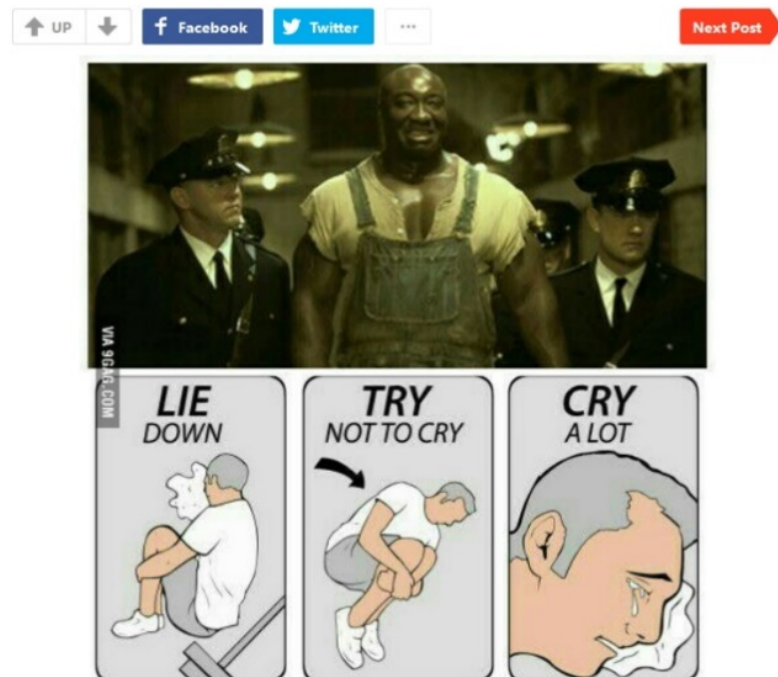 UP
Facebook
Twitter
...
Next Post
VIA 9GAG.COM
LIE
DOWN
TRY
NOT TO CRY
CRY
A LOT